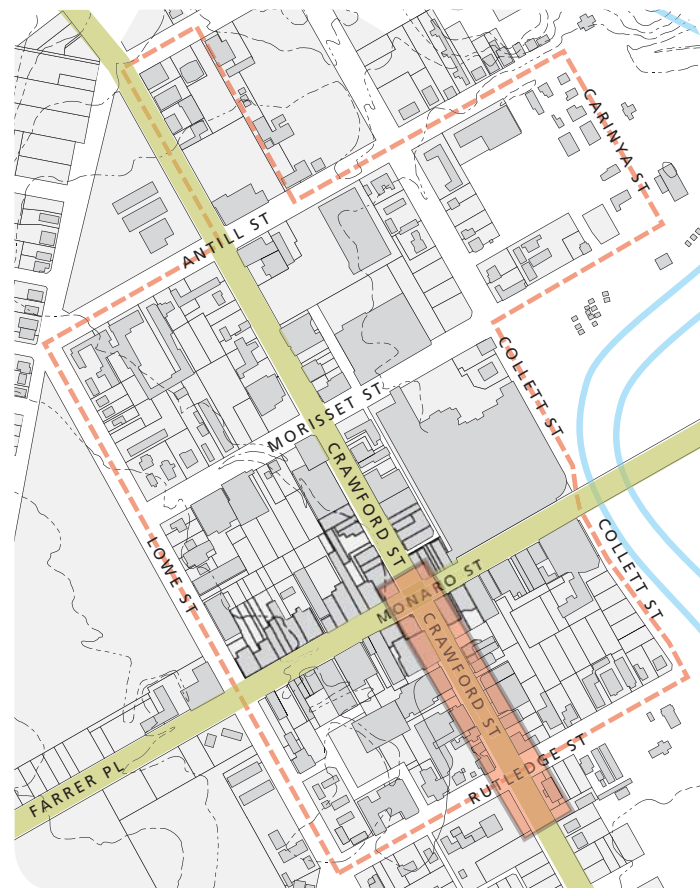 CARINYA ST
ANTILL ST
COLLETT ST
MORISSET ST
CRAWFORD ST
LOWE ST
COLLETT ST
MONARO ST
CRAWFORD ST
RUTLEDGE ST
FARRER PL